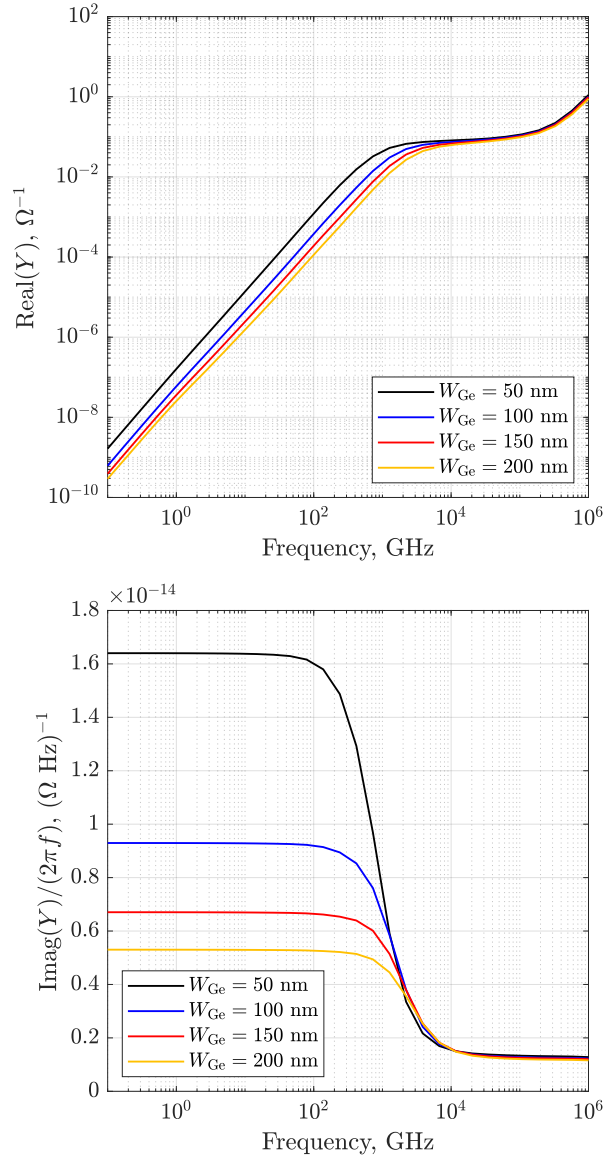 10^2
10^0
10^-2
10^-4
10^-6
10^-8
10^-10
Real(Y), Ω^-1
W_Ge = 50 nm
W_Ge = 100 nm
W_Ge = 150 nm
W_Ge = 200 nm
10^0 10^2 10^4 10^6
Frequency, GHz
×10^-14
1.8
1.6
1.4
1.2
1
0.8
0.6
0.4
0.2
0
Imag(Y)/(2πf), (Ω Hz)^-1
W_Ge = 50 nm
W_Ge = 100 nm
W_Ge = 150 nm
W_Ge = 200 nm
10^0 10^2 10^4 10^6
Frequency, GHz